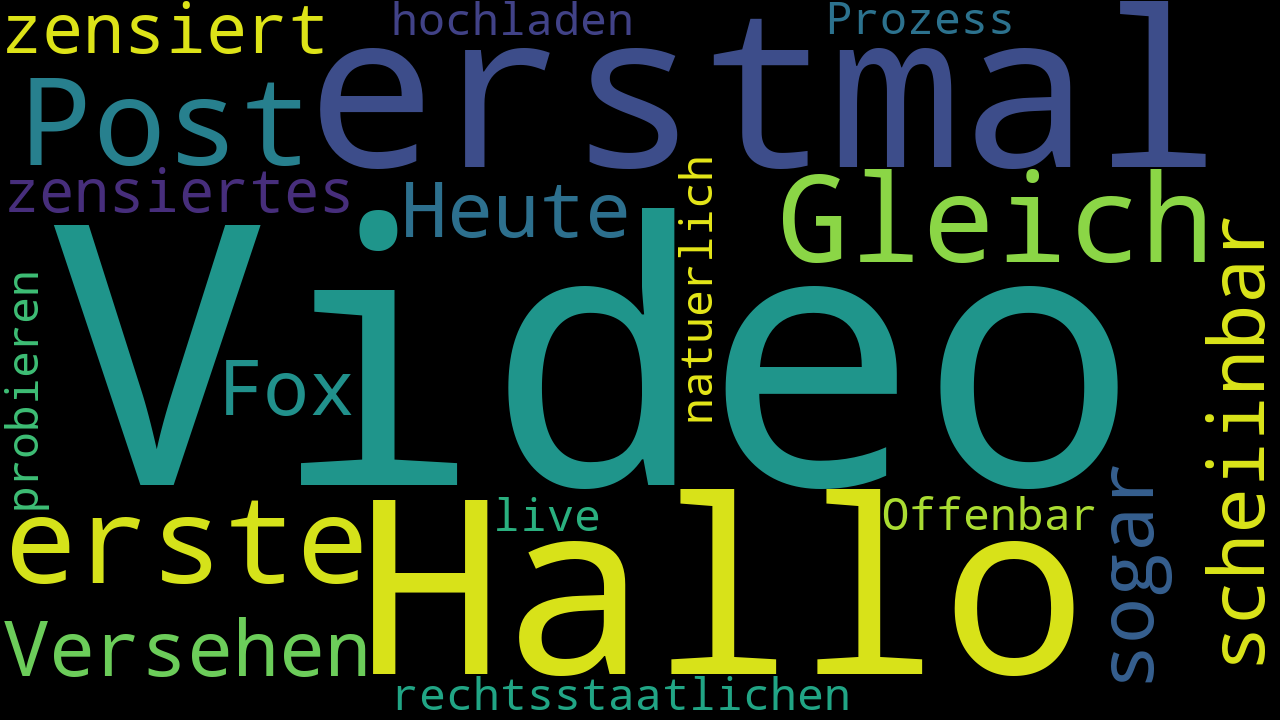 zensiert
hochladen
Prozess
erstmal
Post
zensiertes
Heute
natuerlich
Gleich
Video
scheiinbar
probieren
Fox
erste
live
Offenbar
sogar
Hallo
Versehen
rechtsstaatlichen